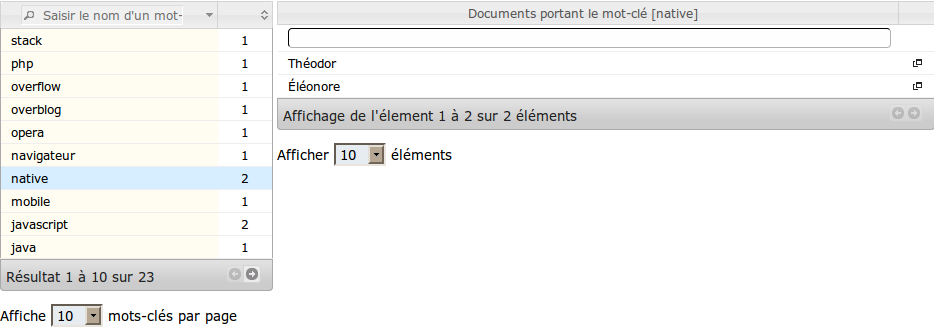 Saisir le nom d'un mot-
stack 1
php 1
overflow 1
overblog 1
opera 1
navigateur 1
native 2
mobile 1
javascript 2
java 1
Résultat 1 à 10 sur 23
Affiche 10 mots-clés par page
Documents portant le mot-clé [native]
Théodor
Éléonore
Affichage de l'élement 1 à 2 sur 2 éléments
Afficher 10 éléments